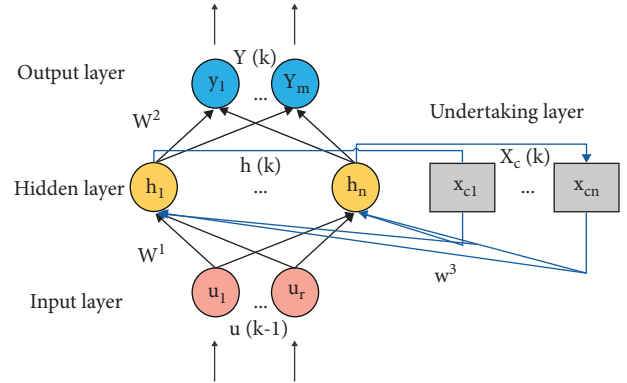 Y (k)
Output layer
y1
...
Ym
W²
Undertaking layer
h (k)
Xc (k)
Hidden layer
h1
...
hn
xc1
...
xcn
W¹
w³
Input layer
u1
...
ur
u (k-1)